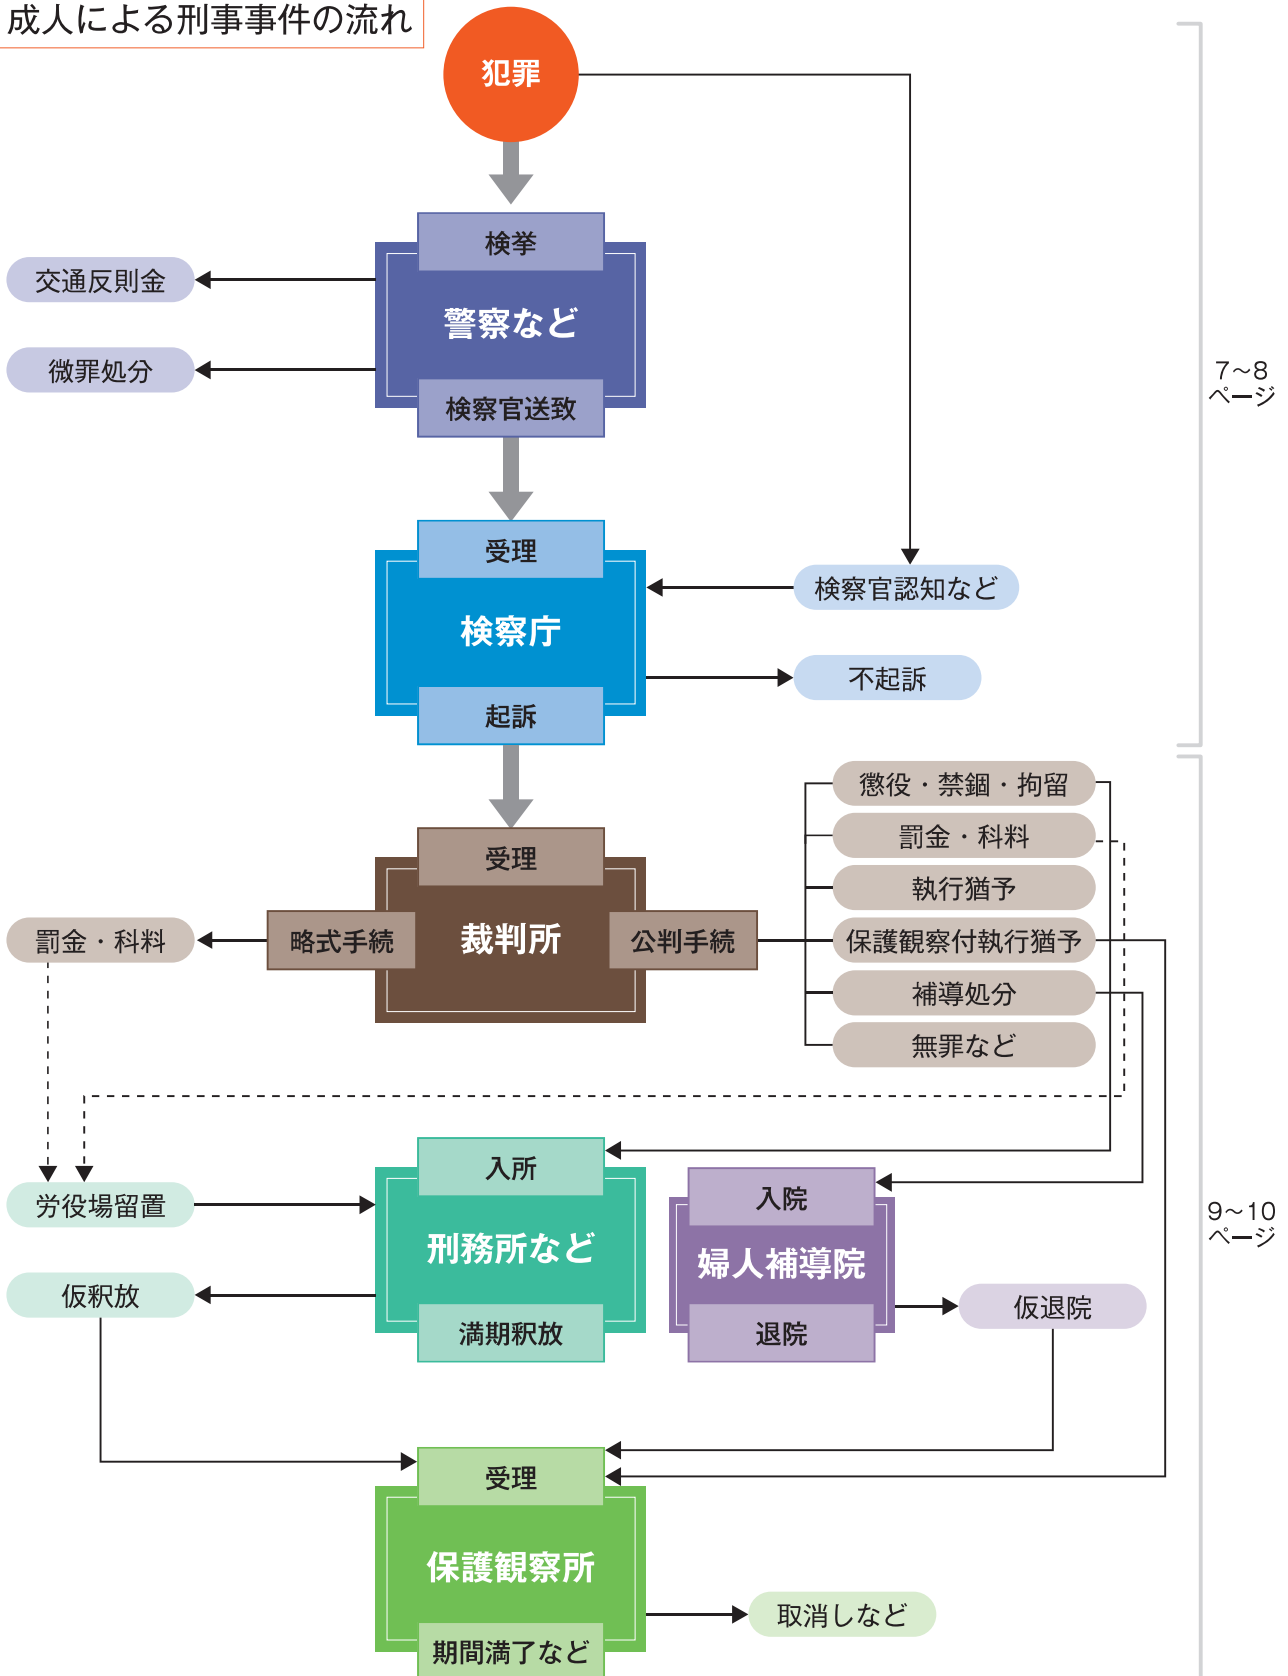 成人による刑事事件の流れ
犯罪
検挙
警察など
検察官送致
交通反則金
微罪処分
7～8
ページ
受理
検察庁
起訴
検察官認知など
不起訴
受理
裁判所
略式手続
公判手続
罰金・科料
懲役・禁錮・拘留
罰金・科料
執行猶予
保護観察付執行猶予
補導処分
無罪など
労役場留置
仮釈放
入所
刑務所など
満期釈放
入院
婦人補導院
退院
仮退院
9～10
ページ
受理
保護観察所
期間満了など
取消しなど